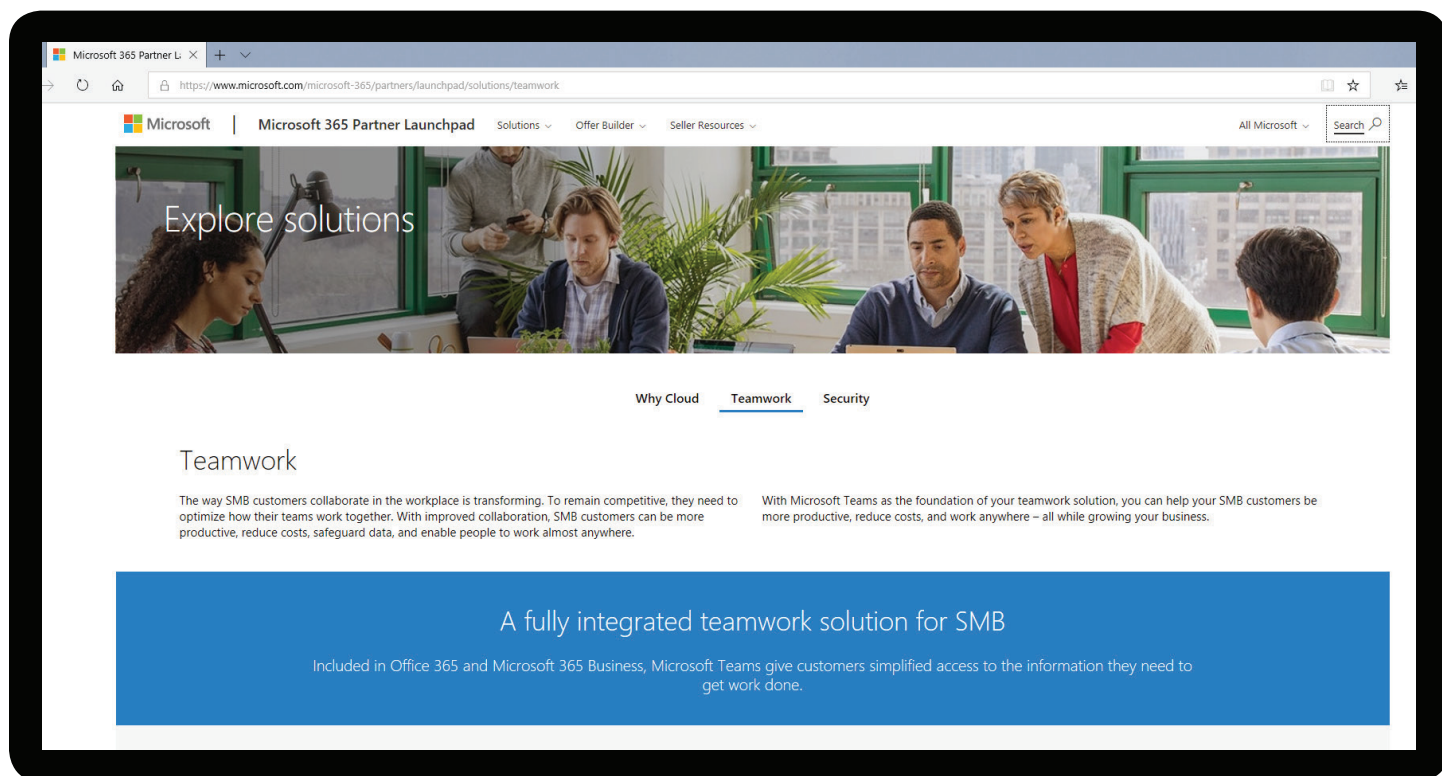 Microsoft 365 Partner L
https://www.microsoft.com/microsoft-365/partners/launchpad/solutions/teamwork
Microsoft Microsoft 365 Partner Launchpad Solutions Offer Builder Seller Resources All Microsoft Search
Explore solutions
Why Cloud Teamwork Security
Teamwork
The way SMB customers collaborate in the workplace is transforming. To remain competitive, they need to
optimize how their teams work together. With improved collaboration, SMB customers can be more
productive, reduce costs, safeguard data, and enable people to work almost anywhere.
With Microsoft Teams as the foundation of your teamwork solution, you can help your SMB customers be
more productive, reduce costs, and work anywhere – all while growing your business.
A fully integrated teamwork solution for SMB
Included in Office 365 and Microsoft 365 Business, Microsoft Teams give customers simplified access to the information they need to
get work done.